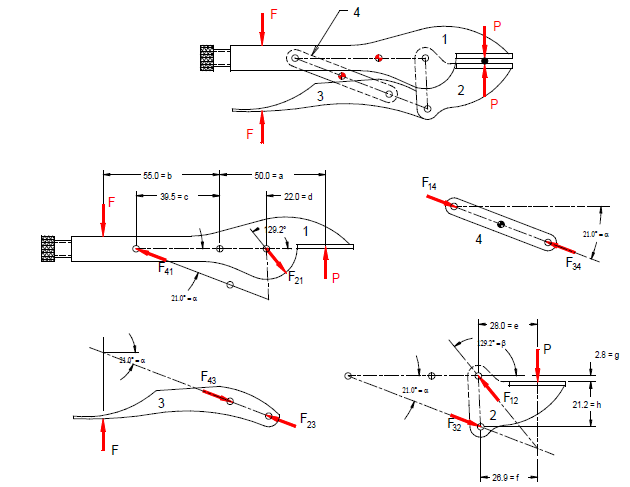 F
4
P
1
2
3
P
F
55.0 = b
50.0 = a
F
39.5 = c
22.0 = d
129.2°
1
F41
F21
P
21.0° = α
F14
4
21.0° = α
F34
21.0° = α
F43
3
F23
F
28.0 = e
129.2° = β
P
2.8 = g
21.0° = α
F12
21.2 = h
F32
2
26.9 = f